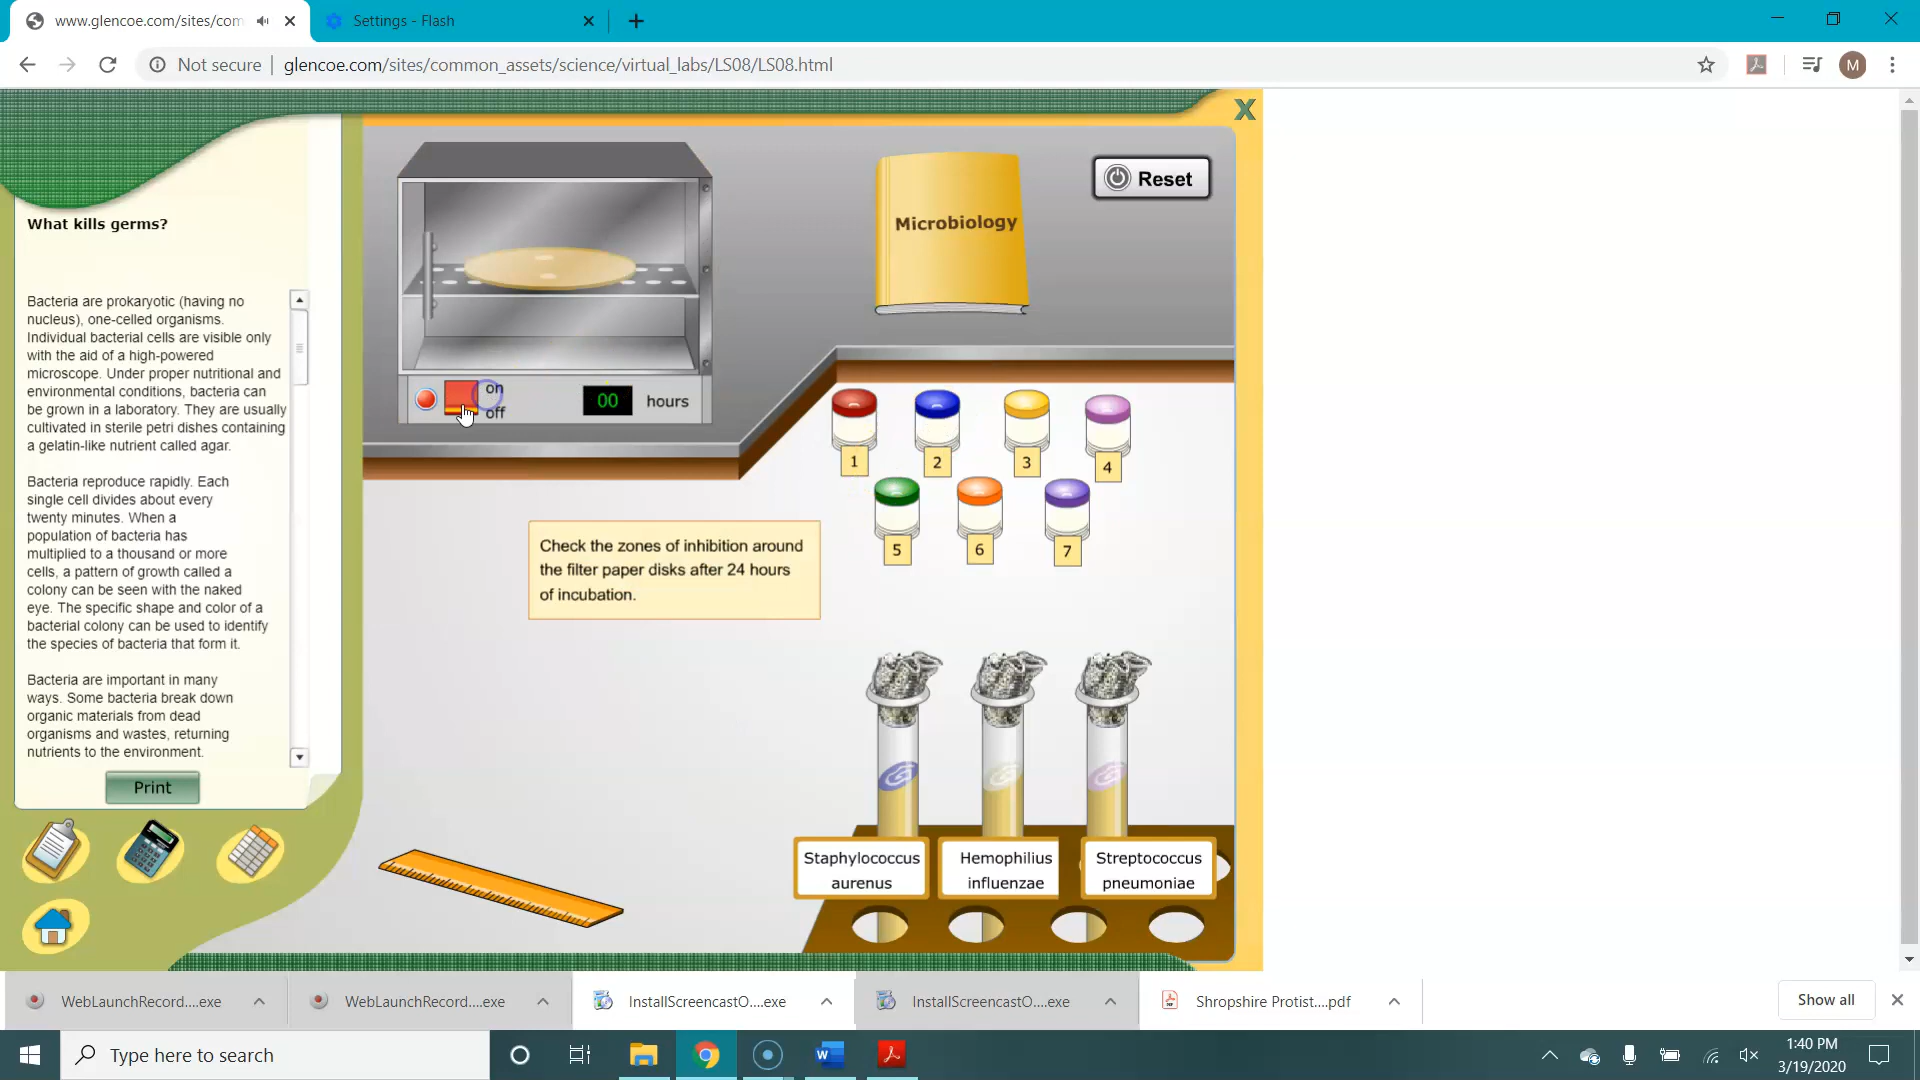 www.glencoe.com/sites/com
Settings - Flash
Not secure
glencoe.com/sites/common_assets/science/virtual_labs/LS08/LS08.html
M
X
What kills germs?
Bacteria are prokaryotic (having no
nucleus), one-celled organisms.
Individual bacterial cells are visible only
with the aid of a high-powered
microscope. Under proper nutritional and
environmental conditions, bacteria can
be grown in a laboratory. They are usually
cultivated in sterile petri dishes containing
a gelatin-like nutrient called agar.
Bacteria reproduce rapidly. Each
single cell divides about every
twenty minutes. When a
population of bacteria has
multiplied to a thousand or more
cells, a pattern of growth called a
colony can be seen with the naked
eye. The specific shape and color of a
bacterial colony can be used to identify
the species of bacteria that form it.
Bacteria are important in many
ways. Some bacteria break down
organic materials from dead
organisms and wastes, returning
nutrients to the environment.
Print
on
off
00 hours
Microbiology
Reset
1
2
3
4
5
6
7
Check the zones of inhibition around
the filter paper disks after 24 hours
of incubation.
Staphylococcus
aurenus
Hemophilius
influenzae
Streptococcus
pneumoniae
WebLaunchRecord....exe
WebLaunchRecord....exe
InstallScreencastO....exe
InstallScreencastO....exe
Shropshire Protist....pdf
Show all
Type here to search
1:40 PM
3/19/2020